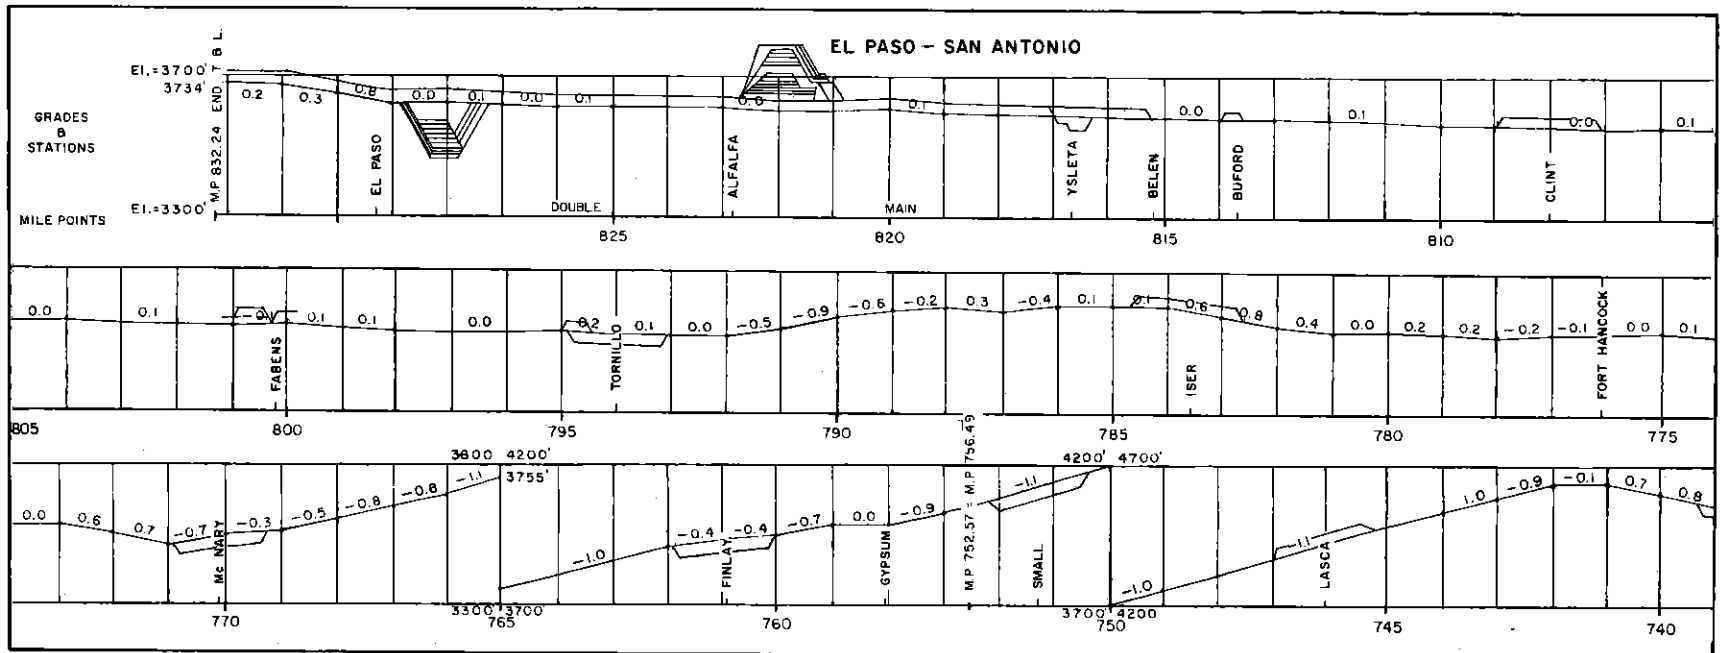 EL PASO – SAN ANTONIO
El.=3700'
3734'
M.P. 832.24 END T & L.
GRADES
&
STATIONS
0.2 0.3 0.8 0.0 0.1 0.0 0.1 0.0 0.1 0.0 0.1 0.0 0.1
EL PASO ALFALFA YSLETA BELEN BUFORD CLINT
El.=3300'
DOUBLE MAIN
MILE POINTS
825 820 815 810
0.0 0.1 0.1 0.1 0.0 0.2 0.1 0.0 –0.5 –0.9 –0.6 –0.2 0.3 –0.4 0.1 0.1 0.6 0.8 0.4 0.0 0.2 0.2 –0.2 –0.1 0.0 0.1
FABENS TORNILLO ISER FORT HANCOCK
805 800 795 790 785 780 775
3800 4200' 4200' 4700'
3755'
0.0 0.6 0.7 –0.7 –0.3 –0.5 –0.8 –0.6 –1.1 –1.0 –0.4 –0.4 –0.7 0.0 –0.9 –1.1 –1.0 –1.1 1.0 –0.9 –0.1 0.7 0.8
Mc NARY FINLAY GYPSUM M.P. 752.57 = M.P. 756.49 SMALL LASCA
3300' 3700' 3700' 4200
770 765 760 750 745 740